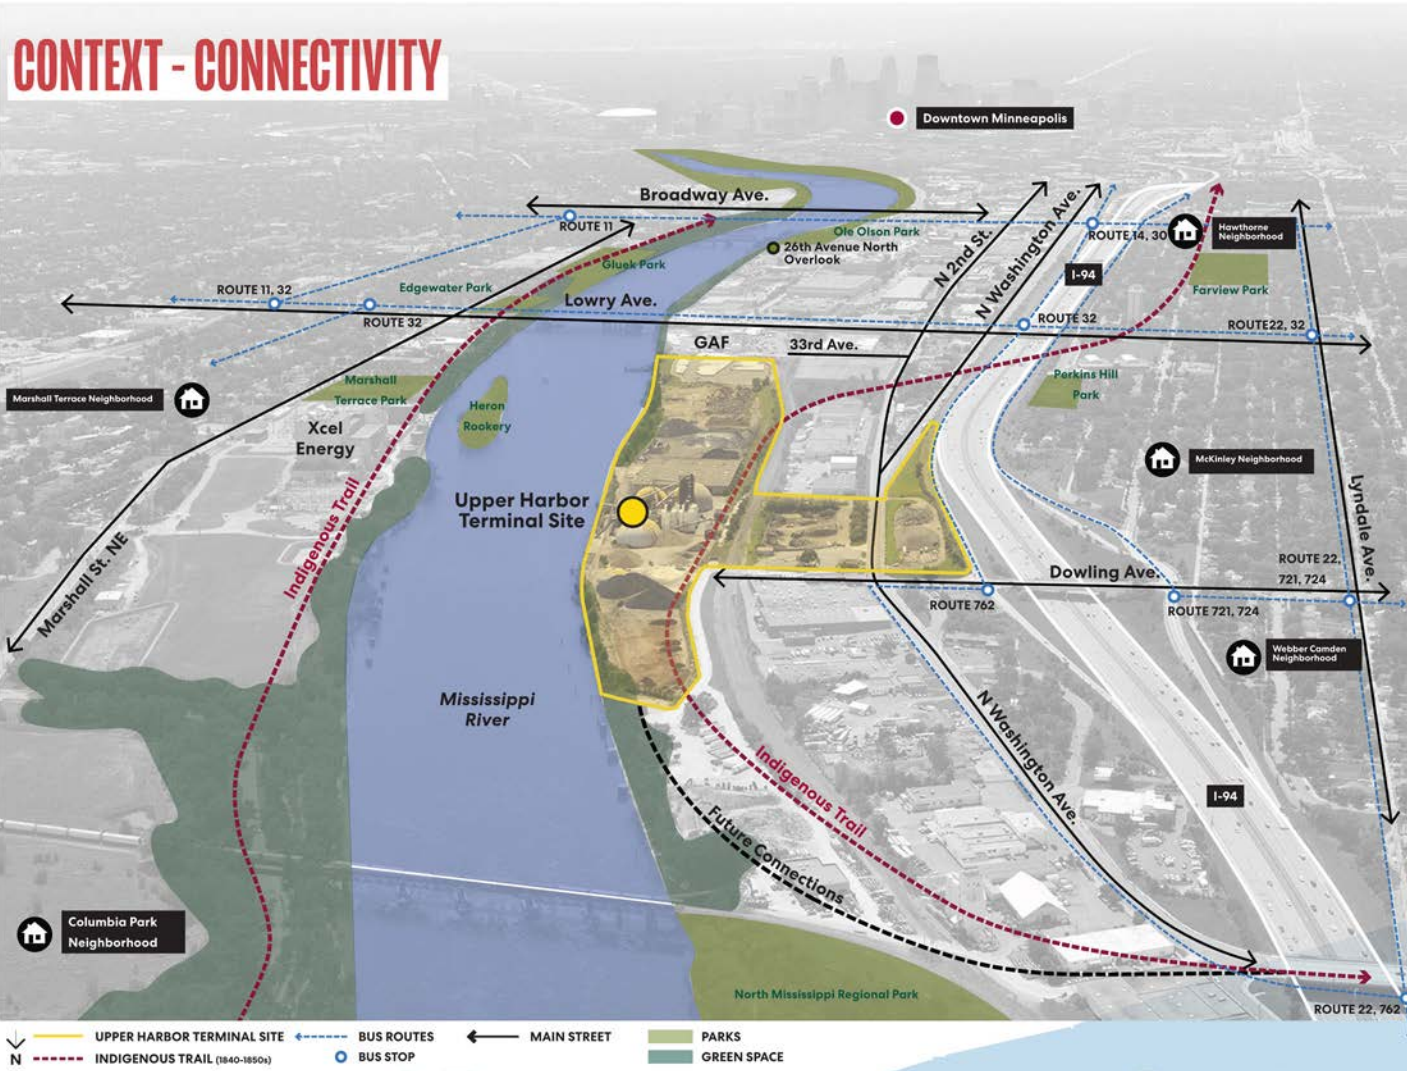 CONTEXT - CONNECTIVITY
Downtown Minneapolis
Broadway Ave.
ROUTE 11
Ole Olson Park
26th Avenue North
Overlook
N 2nd St.
N Washington Ave.
ROUTE 14, 30
Hawthorne
Neighborhood
I-94
Gluek Park
Edgewater Park
Farview Park
ROUTE 11, 32
Lowry Ave.
ROUTE 32
ROUTE 32
ROUTE22, 32
GAF
33rd Ave.
Marshall Terrace Neighborhood
Marshall
Terrace Park
Perkins Hill
Park
Heron
Rookery
Xcel
Energy
McKinley Neighborhood
Upper Harbor
Terminal Site
Indigenous Trail
Lyndale Ave.
Marshall St. NE
Dowling Ave.
ROUTE 22,
721, 724
ROUTE 762
ROUTE 721, 724
Webber Camden
Neighborhood
Mississippi
River
N Washington Ave.
Indigenous Trail
I-94
Future Connections
Columbia Park
Neighborhood
North Mississippi Regional Park
ROUTE 22, 762
N
UPPER HARBOR TERMINAL SITE
BUS ROUTES
MAIN STREET
PARKS
INDIGENOUS TRAIL (1840-1850s)
BUS STOP
GREEN SPACE